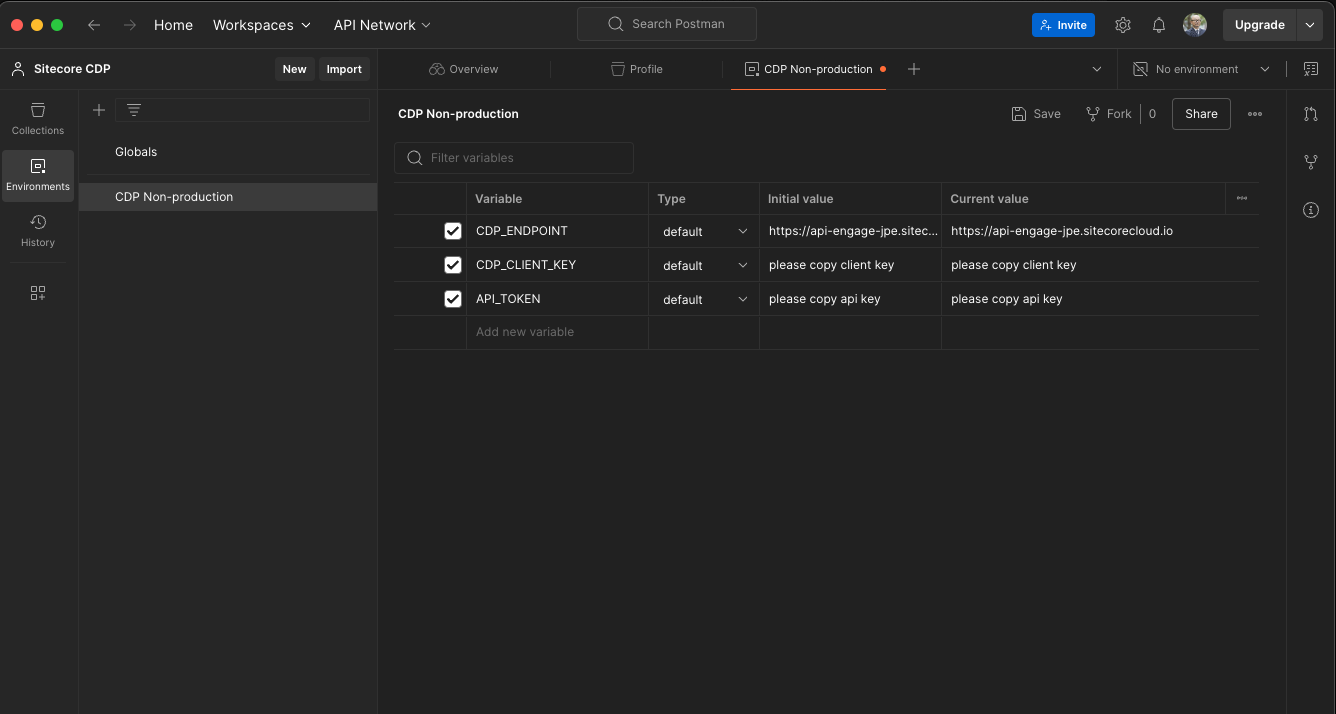 Home Workspaces API Network Search Postman Invite Upgrade
Sitecore CDP New Import Overview Profile CDP Non-production No environment
Collections
Environments
History
Globals
CDP Non-production
CDP Non-production Save Fork 0 Share
Filter variables
Variable Type Initial value Current value
CDP_ENDPOINT default https://api-engage-jpe.sitec... https://api-engage-jpe.sitecorecloud.io
CDP_CLIENT_KEY default please copy client key please copy client key
API_TOKEN default please copy api key please copy api key
Add new variable